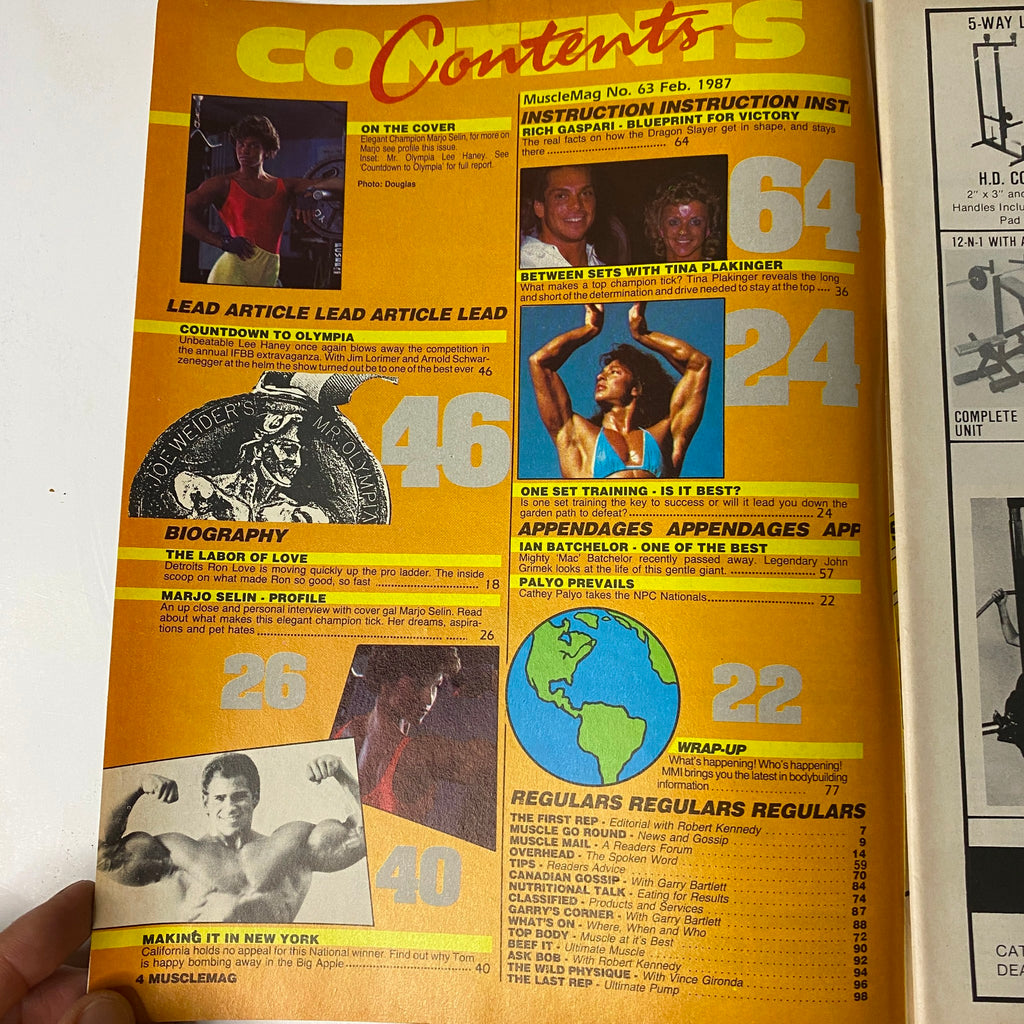 CONTENTS
Contents
ON THE COVER
Elegant Champion Marjo Selin, for more on
Marjo see profile this issue.
Inset: Mr. Olympia Lee Haney. See
'Countdown to Olympia' for full report.
Photo: Douglas
LEAD ARTICLE LEAD ARTICLE LEAD
COUNTDOWN TO OLYMPIA
Unbeatable Lee Haney once again blows away the competition in
the annual IFBB extravaganza. With Jim Lorimer and Arnold Schwar-
zenegger at the helm the show turned out be to one of the best ever 46
JOE WEIDER'S MR. OLYMPIA
46
BIOGRAPHY
THE LABOR OF LOVE
Detroits Ron Love is moving quickly up the pro ladder. The inside
scoop on what made Ron so good, so fast 18
MARJO SELIN - PROFILE
An up close and personal interview with cover gal Marjo Selin. Read
about what makes this elegant champion tick. Her dreams, aspira-
tions and pet hates 26
26
40
MAKING IT IN NEW YORK
California holds no appeal for this National winner. Find out why Tom
is happy bombing away in the Big Apple 40
4 MUSCLEMAG
MuscleMag No. 63 Feb. 1987
INSTRUCTION INSTRUCTION INST
RICH GASPARI - BLUEPRINT FOR VICTORY
The real facts on how the Dragon Slayer get in shape, and stays
there 64
64
BETWEEN SETS WITH TINA PLAKINGER
What makes a top champion tick? Tina Plakinger reveals the long
and short of the determination and drive needed to stay at the top .... 36
24
ONE SET TRAINING - IS IT BEST?
Is one set training the key to success or will it lead you down the
garden path to defeat? 24
APPENDAGES APPENDAGES APP
IAN BATCHELOR - ONE OF THE BEST
Mighty 'Mac' Batchelor recently passed away. Legendary John
Grimek looks at the life of this gentle giant. 57
PALYO PREVAILS
Cathey Palyo takes the NPC Nationals 22
22
WRAP-UP
What's happening! Who's happening!
MMI brings you the latest in bodybuilding
information 77
REGULARS REGULARS REGULARS
THE FIRST REP - Editorial with Robert Kennedy 7
MUSCLE GO ROUND - News and Gossip 9
MUSCLE MAIL - A Readers Forum 14
OVERHEAD - The Spoken Word 59
TIPS - Readers Advice 70
CANADIAN GOSSIP - With Garry Bartlett 84
NUTRITIONAL TALK - Eating for Results 74
CLASSIFIED - Products and Services 87
GARRY'S CORNER - With Garry Bartlett 88
WHAT'S ON - Where, When and Who 72
TOP BODY - Muscle at it's Best 90
BEEF IT - Ultimate Muscle 92
ASK BOB - With Robert Kennedy 94
THE WILD PHYSIQUE - With Vince Gironda 96
THE LAST REP - Ultimate Pump 98
5-WAY
H.D. CO
2" x 3" and
Handles Inclu
Pad
12-N-1 WITH A
COMPLETE
UNIT
CAT
DEA